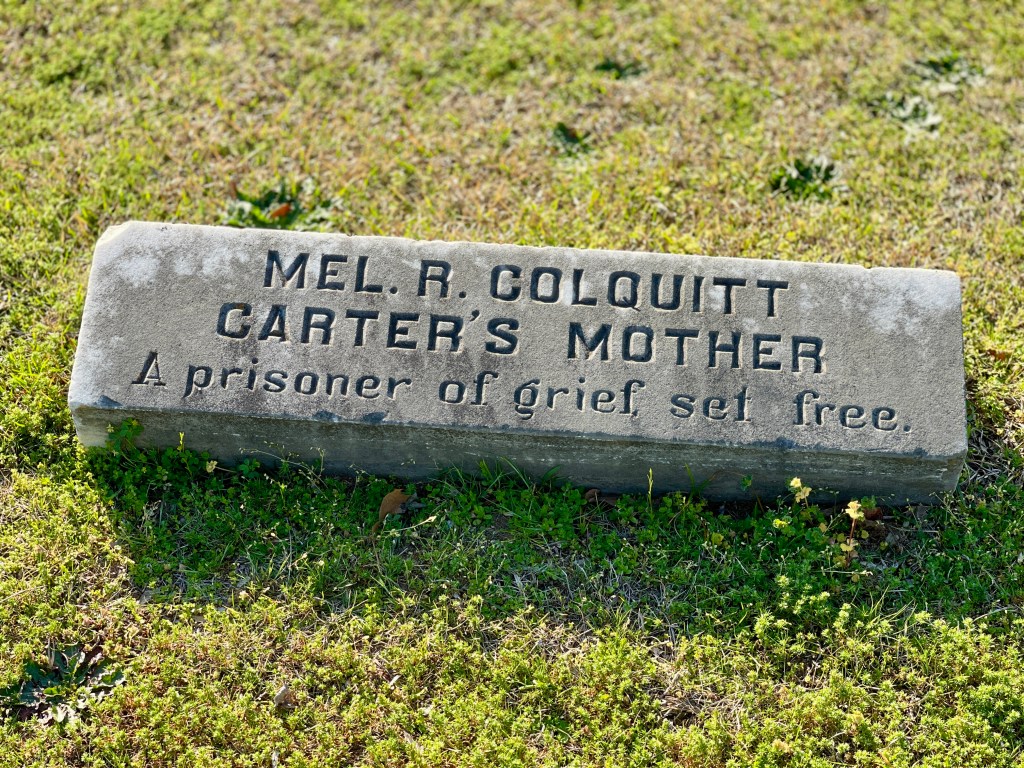 MEL. R. COLQUITT
CARTER'S MOTHER
A prisoner of grief, set free.